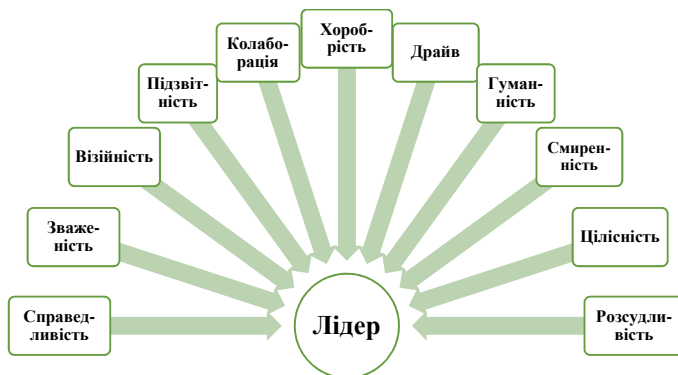 Справед-
ливість
Зваже-
ність
Візійність
Підзвіт-
ність
Колабо-
рація
Хороб-
рість
Драйв
Гуман-
ність
Смирен-
ність
Цілісність
Розсудли-
вість
Лідер